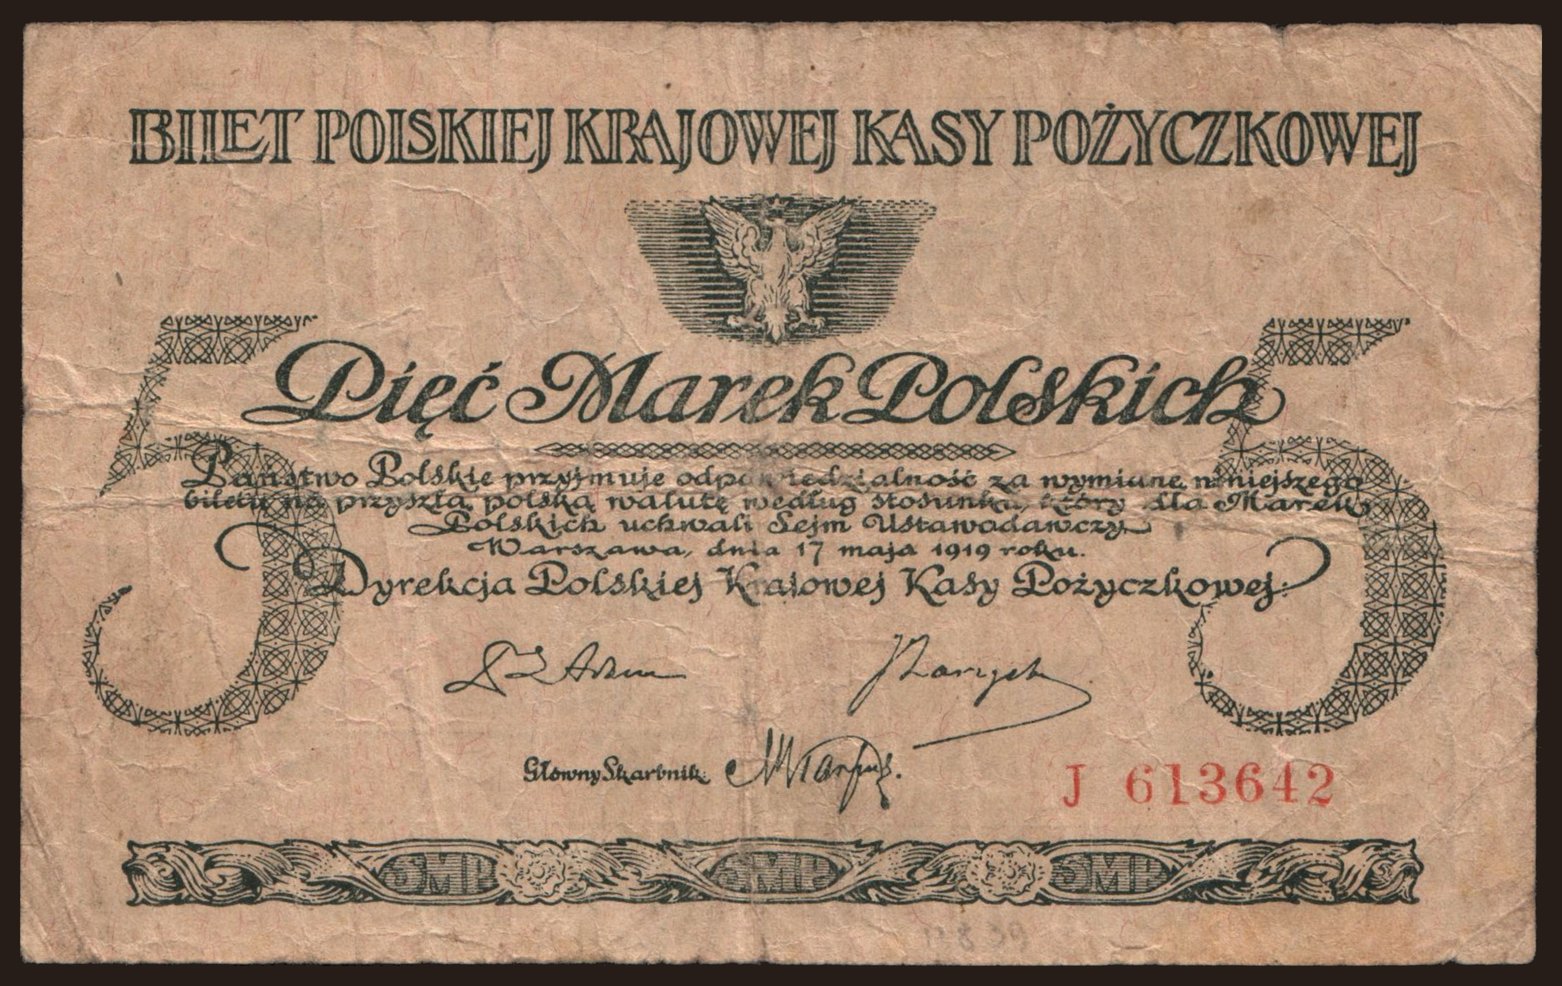 BILET POLSKIEJ KRAJOWEJ KASY POŻYCZKOWEJ
5 5
Pięć Marek Polskich
Państwo Polskie przyjmuje odpowiedzialność za wymianę niniejszego
biletu na przyszłą polską walutę według stosunku, który dla Marek
Polskich uchwali Sejm Ustawodawczy.
Warszawa, dnia 17 maja 1919 roku.
Dyrekcja Polskiej Krajowej Kasy Pożyczkowej:
Główny Skarbnik:
J 613642
5MP 5MP 5MP